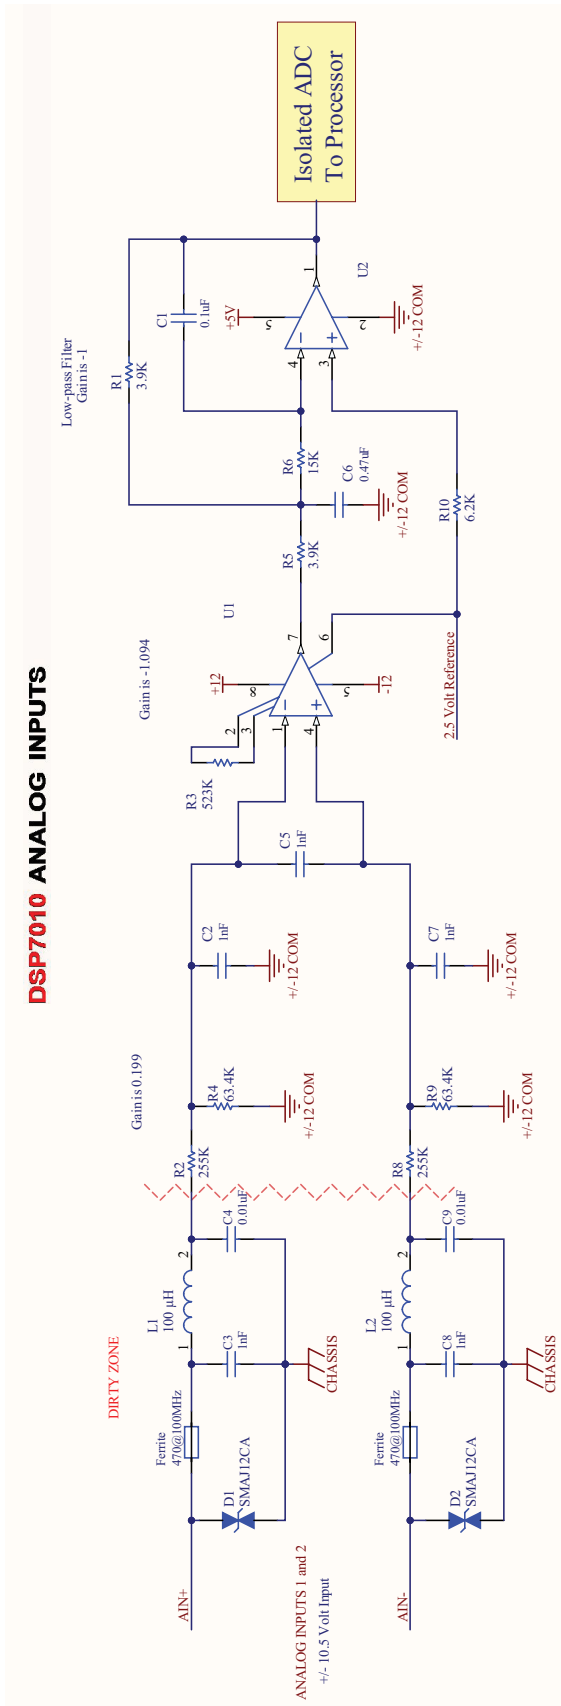 DSP7010 ANALOG INPUTS
DIRTY ZONE
AIN+
D1
SMAJ12CA
Ferrite
470@100MHz
L1
100 µH
1
2
C3
1nF
C4
0.01uF
CHASSIS
ANALOG INPUTS 1 and 2
+/- 10.5 Volt Input
AIN-
D2
SMAJ12CA
Ferrite
470@100MHz
L2
100 µH
1
2
C8
1nF
C9
0.01uF
CHASSIS
Gain is 0.199
R2
255K
R4
63.4K
+/-12 COM
C2
1nF
+/-12 COM
R8
255K
R9
63.4K
+/-12 COM
C7
1nF
+/-12 COM
C5
1nF
Gain is -1.094
R3
523K
2
3
1
4
+12
8
5
-12
7
6
U1
2.5 Volt Reference
R5
3.9K
C6
0.47uF
+/-12 COM
R6
15K
R10
6.2K
Low-pass Filter
Gain is -1
R1
3.9K
C1
0.1uF
4
3
+5V
5
2
+/-12 COM
1
U2
Isolated ADC
To Processor